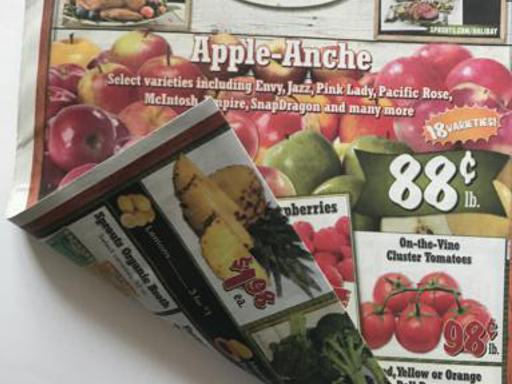 SPROUTS.COM/HOLIDAY
Apple-Anche
Select varieties including Envy, Jazz, Pink Lady, Pacific Rose,
McIntosh, mpire, SnapDragon and many more
18 VARIETIES!
88¢
lb.
pberries
On-the-Vine
Cluster Tomatoes
98¢
lb.
d, Yellow or Orange
$1.98
ea.
Sprouts Organic Broth